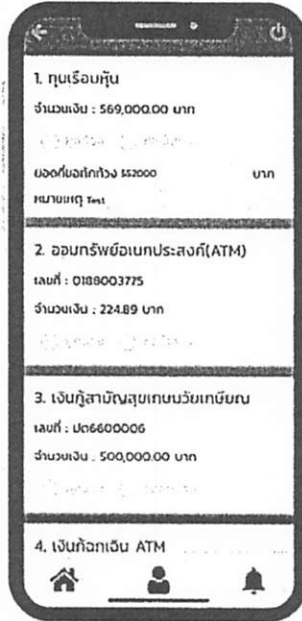 1. ทุนเรือนหุ้น
จำนวนเงิน : 569,000.00 บาท
ยอดที่ขอทักท้วง 552000 บาท
หมายเหตุ Test
2. ออมทรัพย์อเนกประสงค์(ATM)
เลขที่ : 0188003775
จำนวนเงิน : 224.89 บาท
3. เงินกู้สามัญสุขเกษมวัยเกษียณ
เลขที่ : ปต6600006
จำนวนเงิน : 500,000.00 บาท
4. เงินกู้ฉุกเฉิน ATM